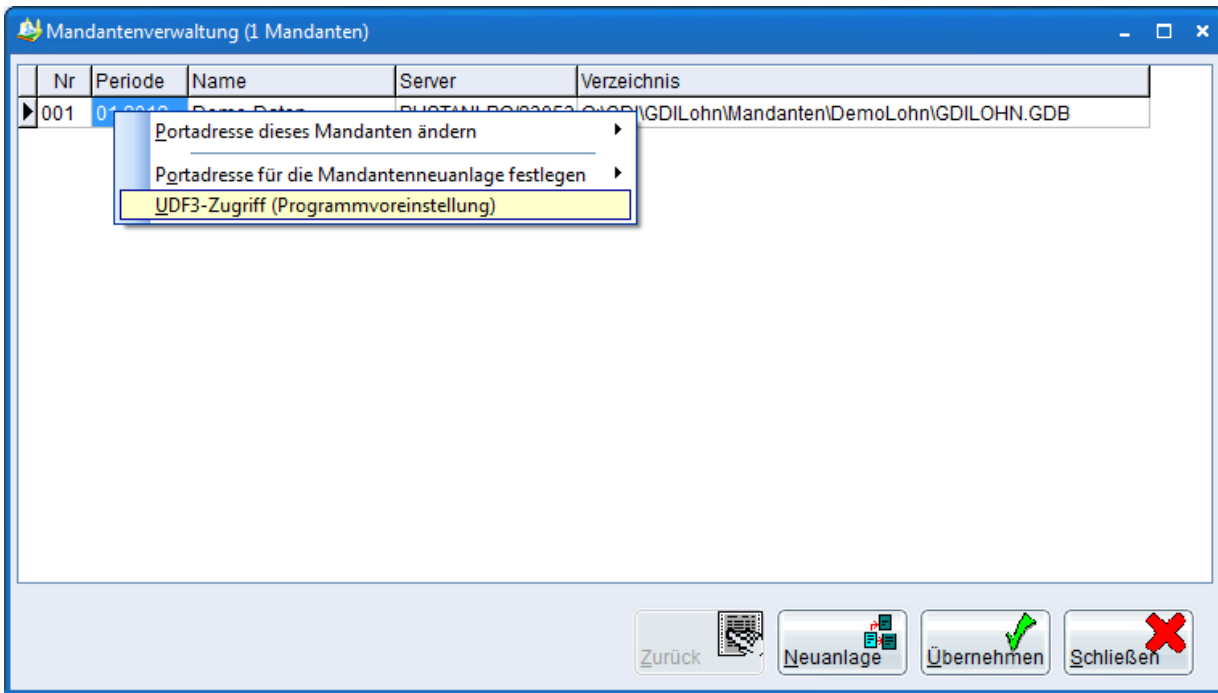 Mandantenverwaltung (1 Mandanten)
Nr Periode Name Server Verzeichnis
001 \GDILohn\Mandanten\DemoLohn\GDILOHN.GDB
Portadresse dieses Mandanten ändern
Portadresse für die Mandantenneuanlage festlegen
UDF3-Zugriff (Programmvoreinstellung)
Zurück Neuanlage Übernehmen Schließen